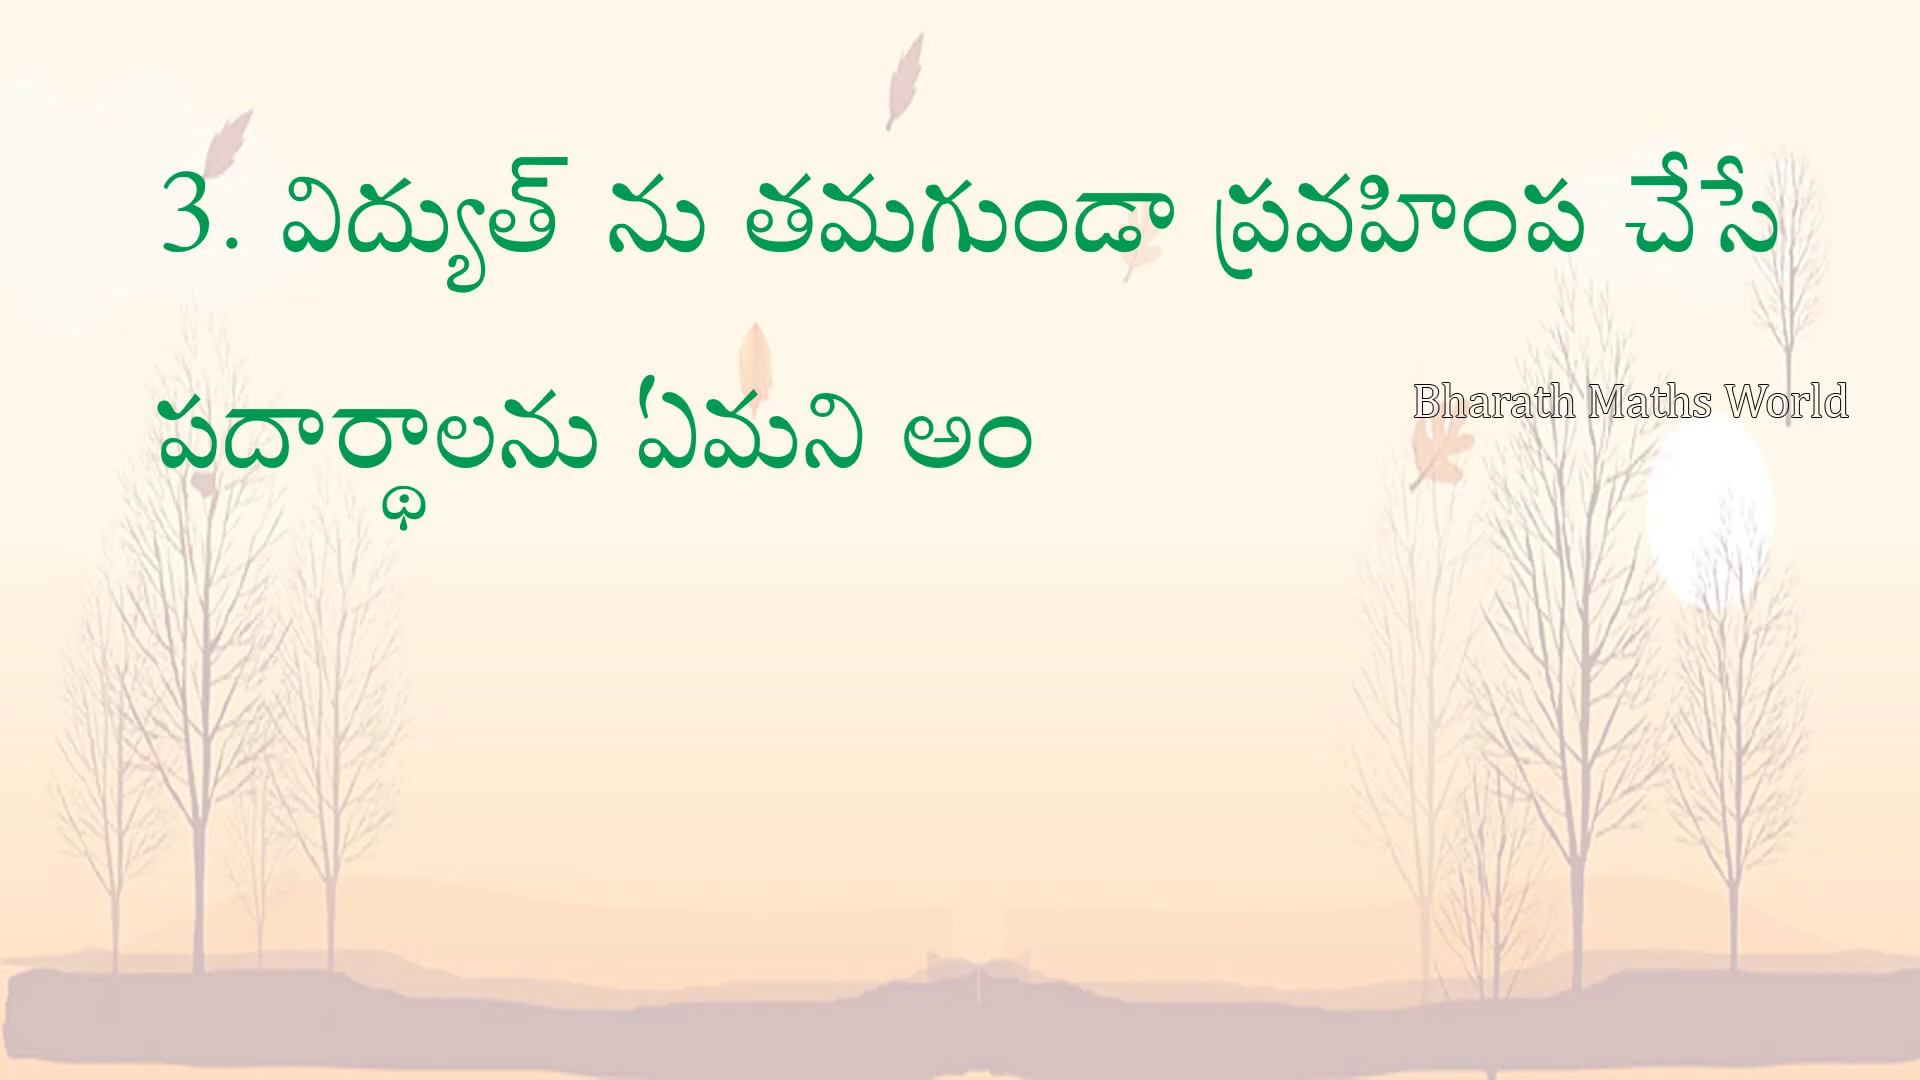 3. విద్యుత్ ను తమగుండా ప్రవహింప చేసే
పదార్థాలను ఏమని అం
Bharath Maths World